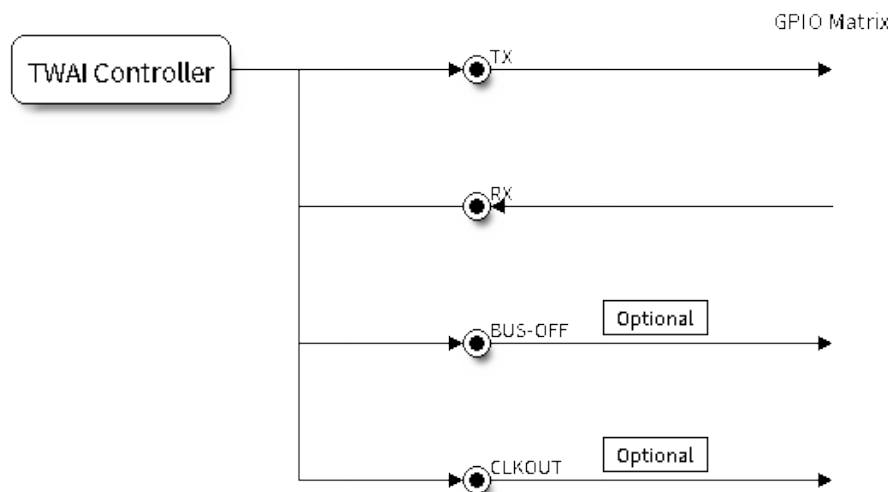 GPIO Matrix
TWAI Controller
TX
RX
BUS-OFF
Optional
CLKOUT
Optional